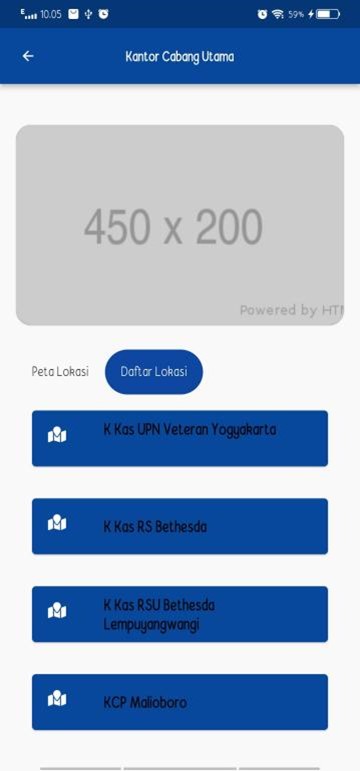 E 10.05 59%
Kantor Cabang Utama
450 x 200
Powered by HT
Peta Lokasi Daftar Lokasi
K Kas UPN Veteran Yogyakarta
K Kas RS Bethesda
K Kas RSU Bethesda
Lempuyangwangi
KCP Malioboro